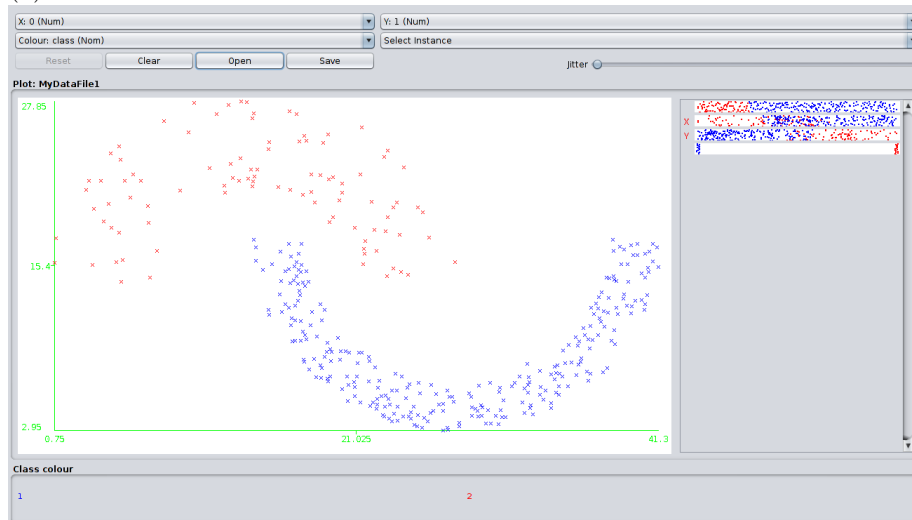 X: 0 (Num) Y: 1 (Num)
Colour: class (Nom) Select Instance
Reset Clear Open Save Jitter
Plot: MyDataFile1
27.85
X
Y
15.4
2.95
0.75 21.025 41.3
Class colour
1 2